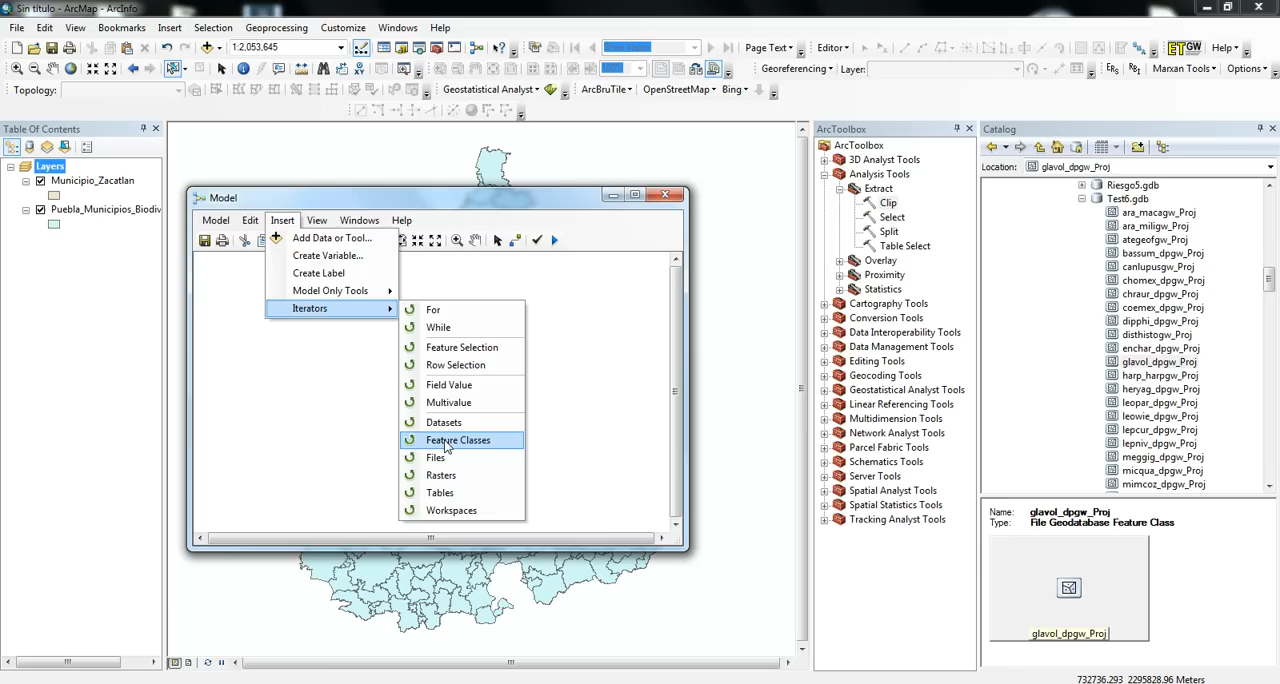 Sin título - ArcMap - ArcInfo
File Edit View Bookmarks Insert Selection Geoprocessing Customize Windows Help
1:2,053,645 Page Text Editor ETGW Help
Georeferencing Layer: Marxan Tools Options
Topology: Geostatistical Analyst ArcBruTile OpenStreetMap Bing
Table Of Contents
Layers
Municipio_Zacatlan
Puebla_Municipios_Biodiv
Model
Model Edit Insert View Windows Help
Add Data or Tool...
Create Variable...
Create Label
Model Only Tools
Iterators
For
While
Feature Selection
Row Selection
Field Value
Multivalue
Datasets
Feature Classes
Files
Rasters
Tables
Workspaces
ArcToolbox
ArcToolbox
3D Analyst Tools
Analysis Tools
Extract
Clip
Select
Split
Table Select
Overlay
Proximity
Statistics
Cartography Tools
Conversion Tools
Data Interoperability Tools
Data Management Tools
Editing Tools
Geocoding Tools
Geostatistical Analyst Tools
Linear Referencing Tools
Multidimension Tools
Network Analyst Tools
Parcel Fabric Tools
Schematics Tools
Server Tools
Spatial Analyst Tools
Spatial Statistics Tools
Tracking Analyst Tools
Catalog
Location: glavol_dpgw_Proj
Riesgo5.gdb
Test6.gdb
ara_macagw_Proj
ara_miligw_Proj
ategeofgw_Proj
bassum_dpgw_Proj
canlupusgw_Proj
chomex_dpgw_Proj
chraur_dpgw_Proj
coemex_dpgw_Proj
dipphi_dpgw_Proj
disthistogw_Proj
enchar_dpgw_Proj
glavol_dpgw_Proj
harp_harpgw_Proj
heryag_dpgw_Proj
leopar_dpgw_Proj
leowie_dpgw_Proj
lepcur_dpgw_Proj
lepniv_dpgw_Proj
meggig_dpgw_Proj
micqua_dpgw_Proj
mimcoz_dpgw_Proj
Name: glavol_dpgw_Proj
Type: File Geodatabase Feature Class
glavol_dpgw_Proj
732736.293 2295828.96 Meters